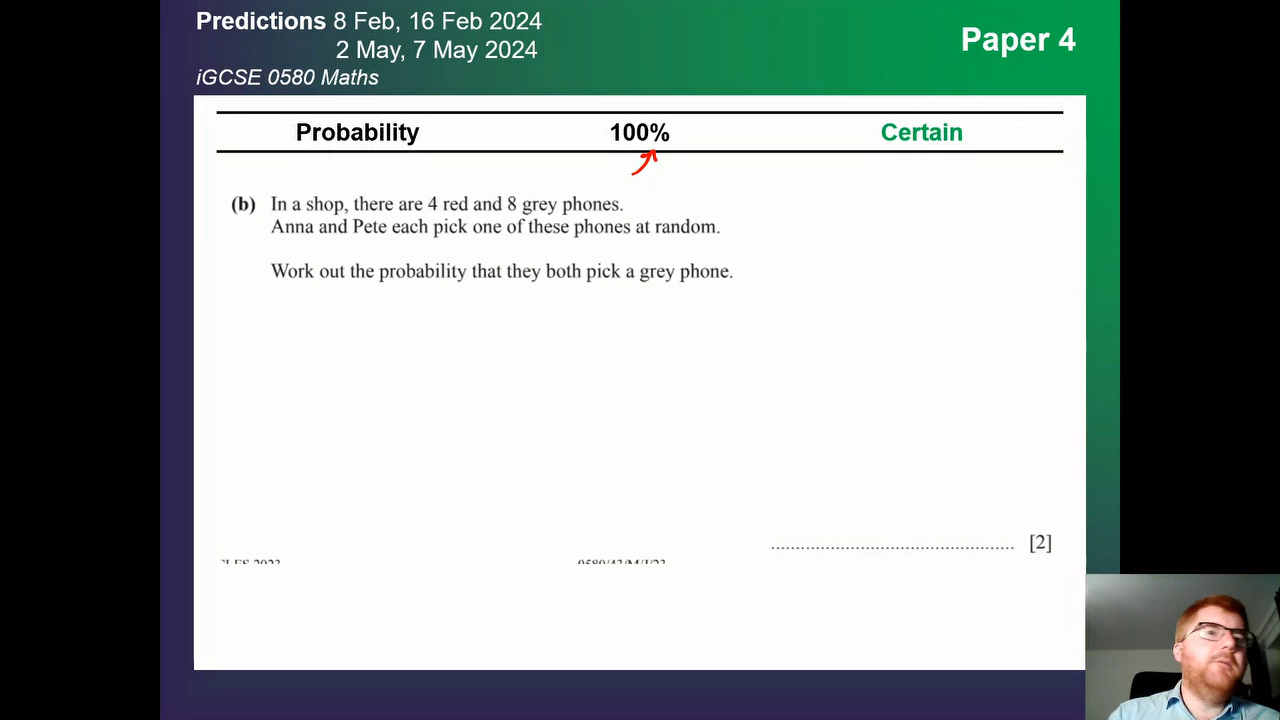 Predictions 8 Feb, 16 Feb 2024
2 May, 7 May 2024
iGCSE 0580 Maths
Paper 4
Probability 100% Certain
(b) In a shop, there are 4 red and 8 grey phones.
Anna and Pete each pick one of these phones at random.
Work out the probability that they both pick a grey phone.
.................................................. [2]